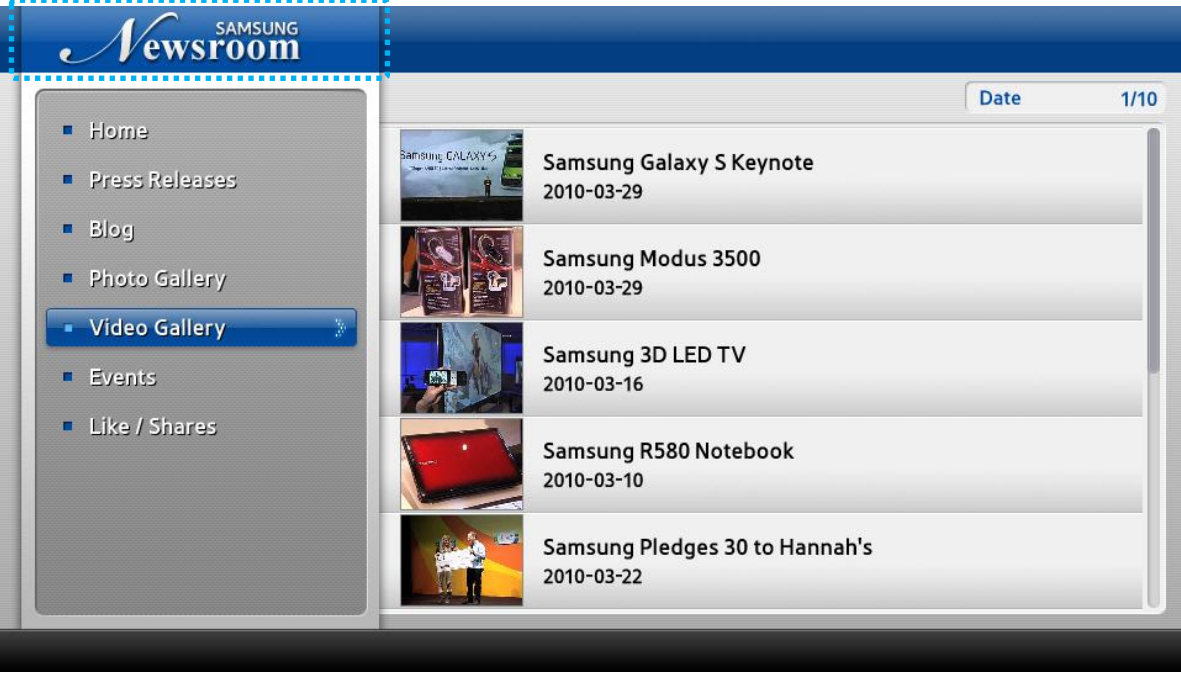 SAMSUNG
Newsroom
Date 1/10
Home
Press Releases
Blog
Photo Gallery
Video Gallery
Events
Like / Shares
Samsung GALAXY S
Samsung Galaxy S Keynote
2010-03-29
Samsung Modus 3500
2010-03-29
Samsung 3D LED TV
2010-03-16
Samsung R580 Notebook
2010-03-10
Samsung Pledges 30 to Hannah's
2010-03-22